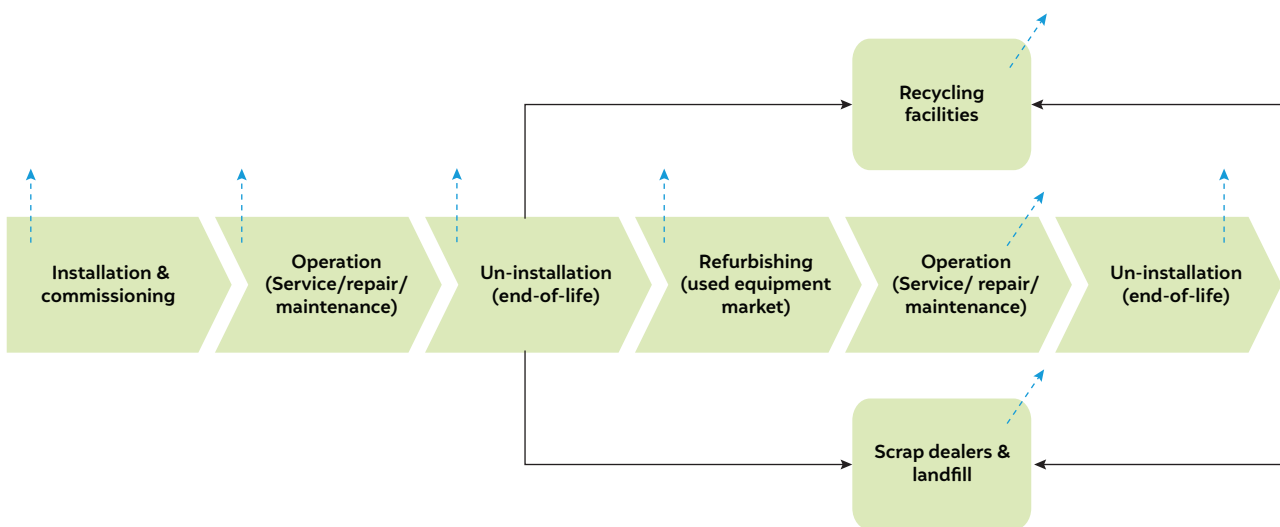 Recycling
facilities
Installation &
commissioning
Operation
(Service/repair/
maintenance)
Un-installation
(end-of-life)
Refurbishing
(used equipment
market)
Operation
(Service/ repair/
maintenance)
Un-installation
(end-of-life)
Scrap dealers &
landfill